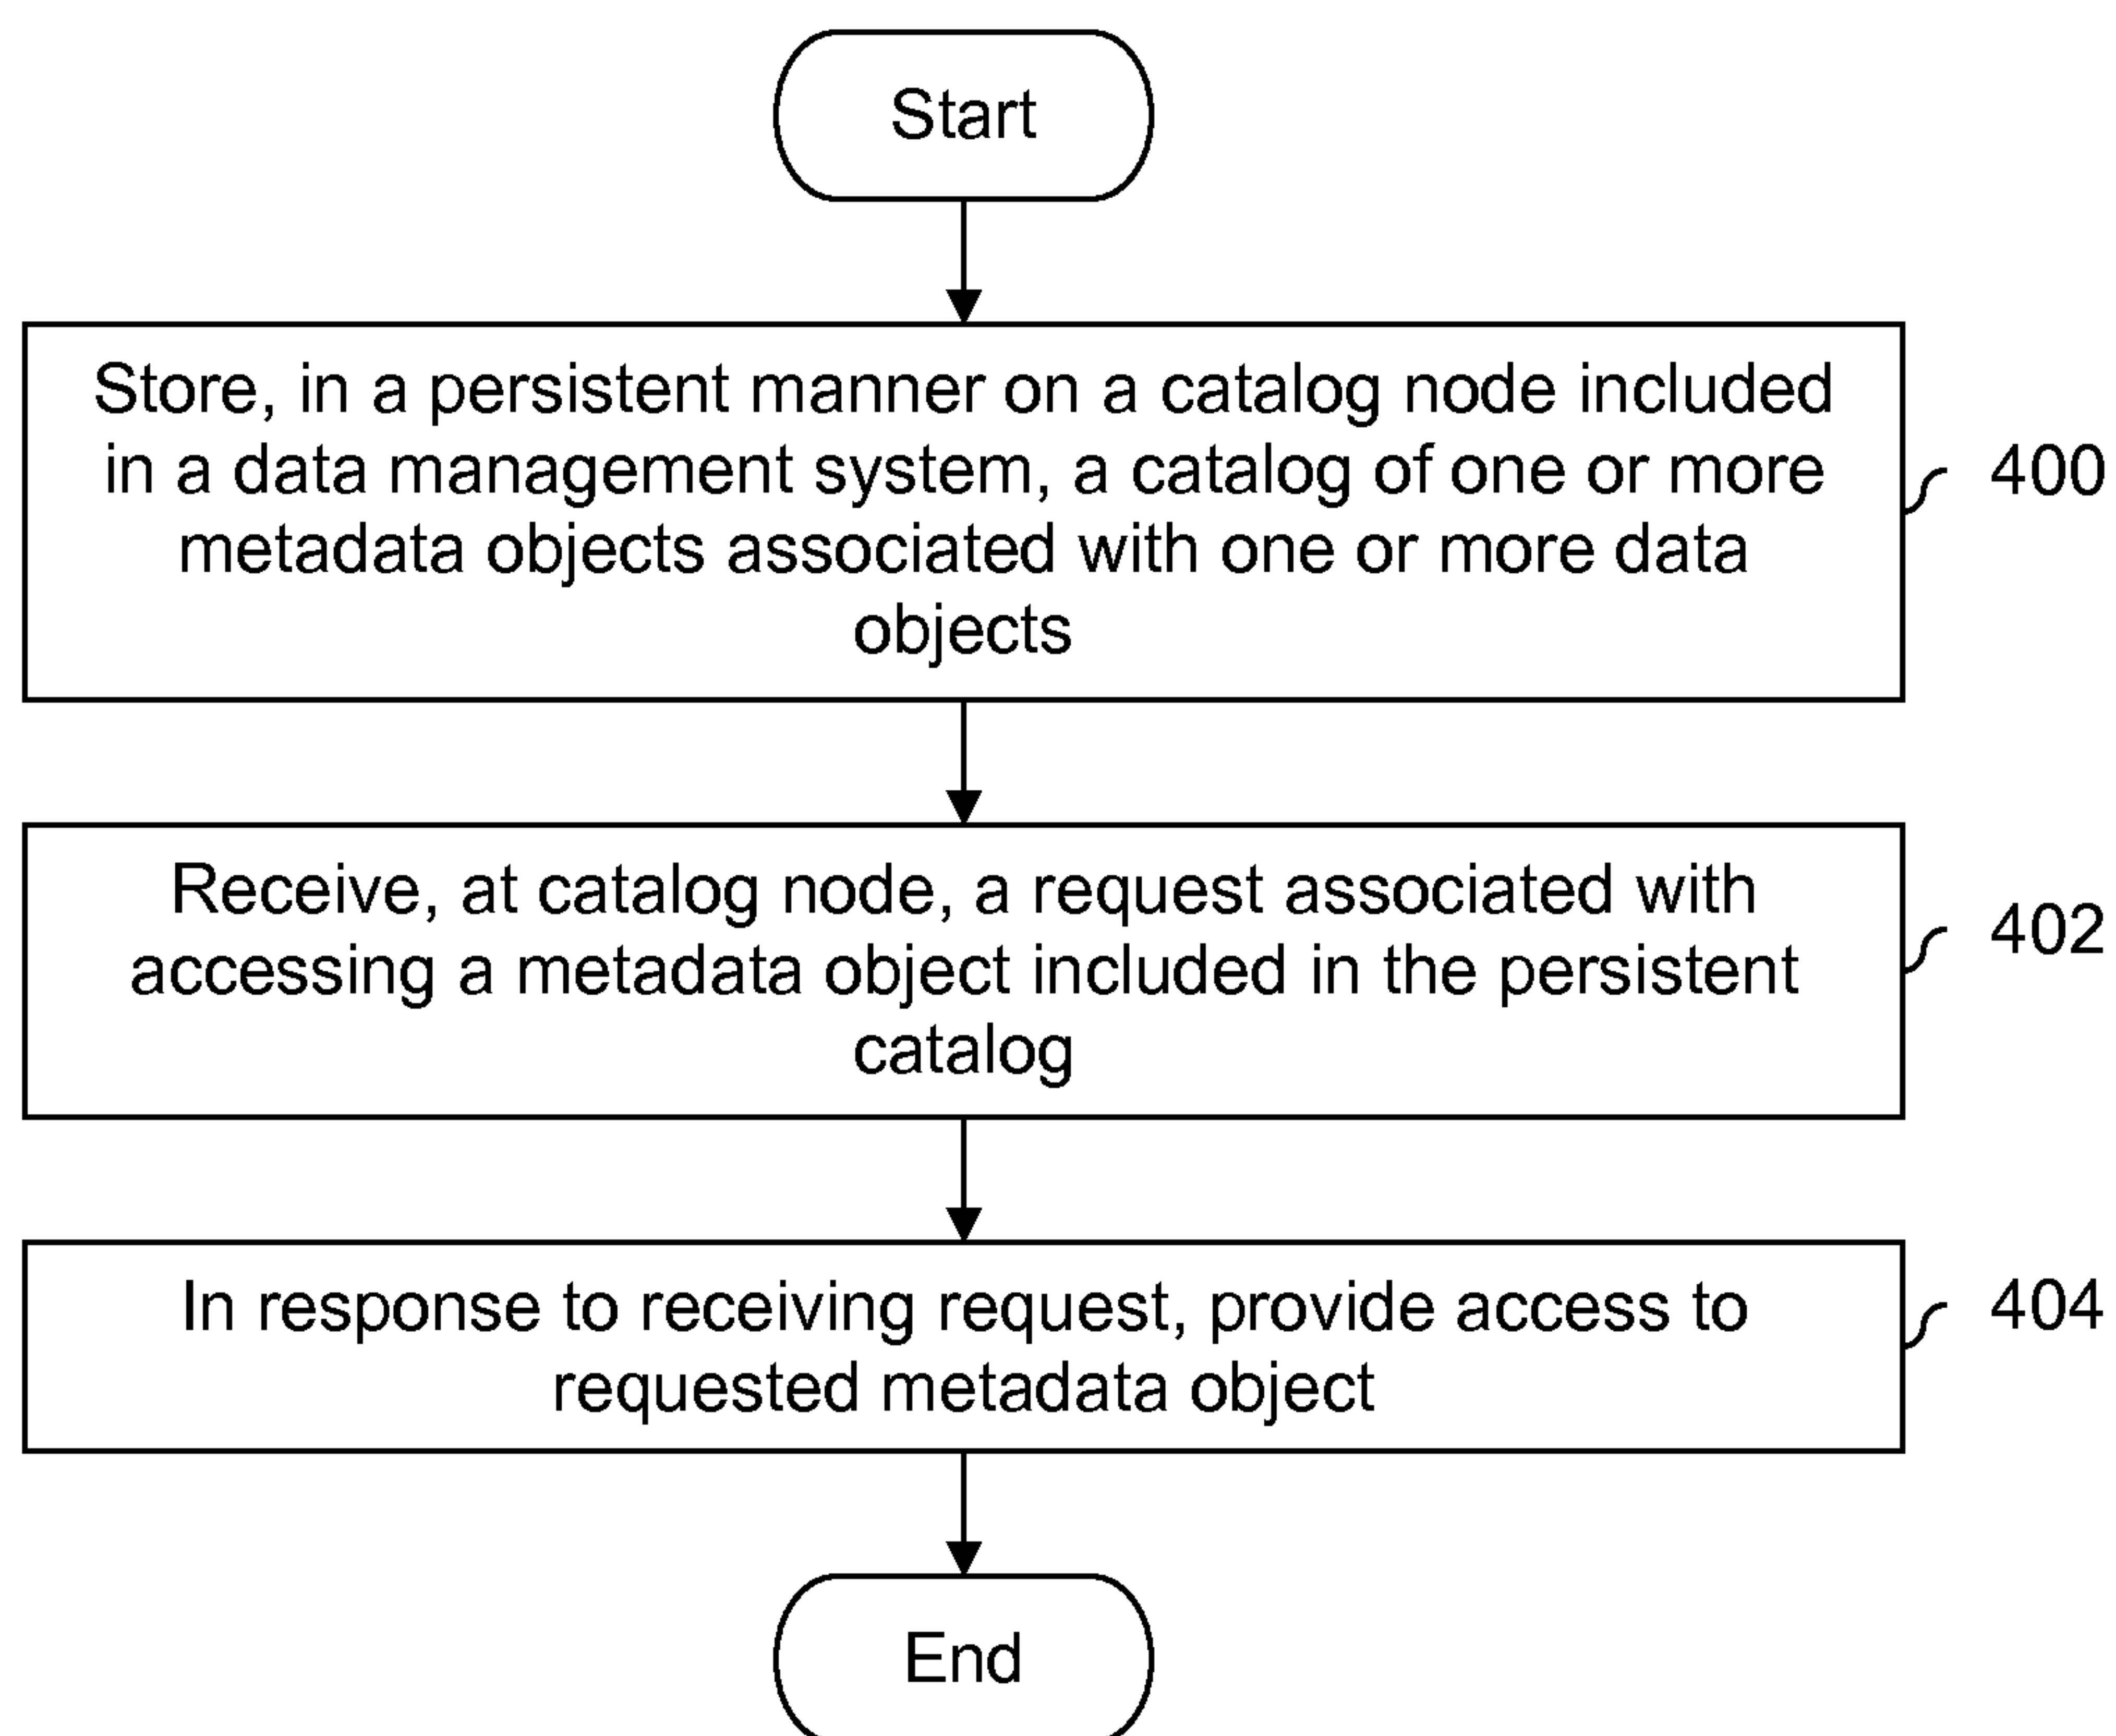 Start
Store, in a persistent manner on a catalog node included
in a data management system, a catalog of one or more
metadata objects associated with one or more data
objects
400
Receive, at catalog node, a request associated with
accessing a metadata object included in the persistent
catalog
402
In response to receiving request, provide access to
requested metadata object
404
End